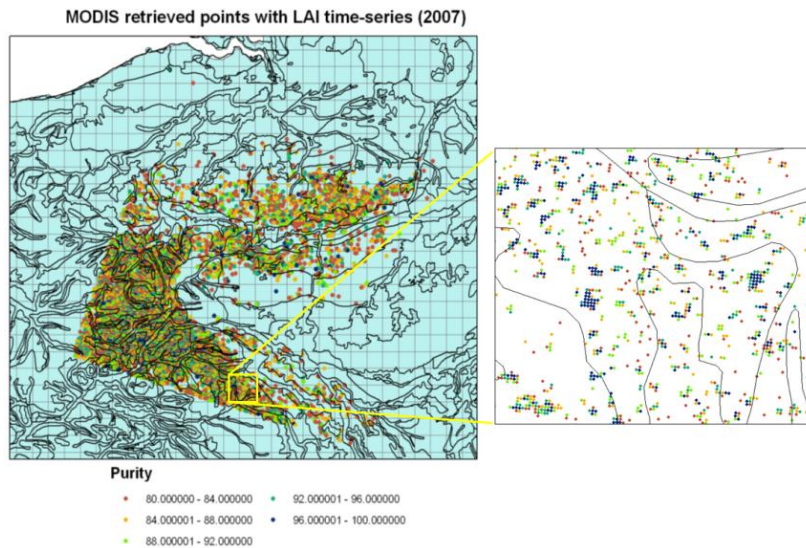 MODIS retrieved points with LAI time-series (2007)
Purity
80.000000 - 84.000000
84.000001 - 88.000000
88.000001 - 92.000000
92.000001 - 96.000000
96.000001 - 100.000000